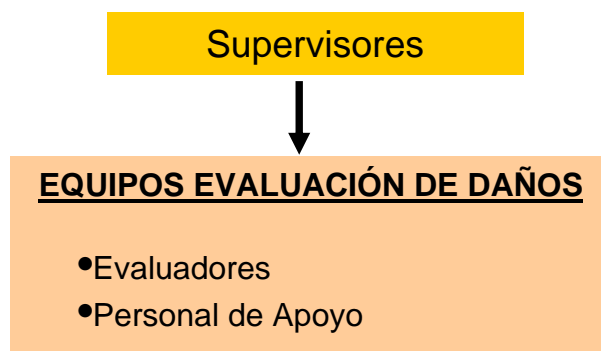 Supervisores
EQUIPOS EVALUACIÓN DE DAÑOS
•Evaluadores
•Personal de Apoyo